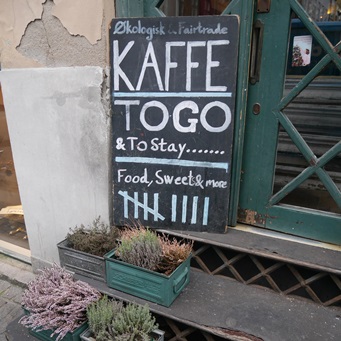 Økologisk & Fairtrade
KAFFE
TO GO
& To Stay........
Food, Sweet & more